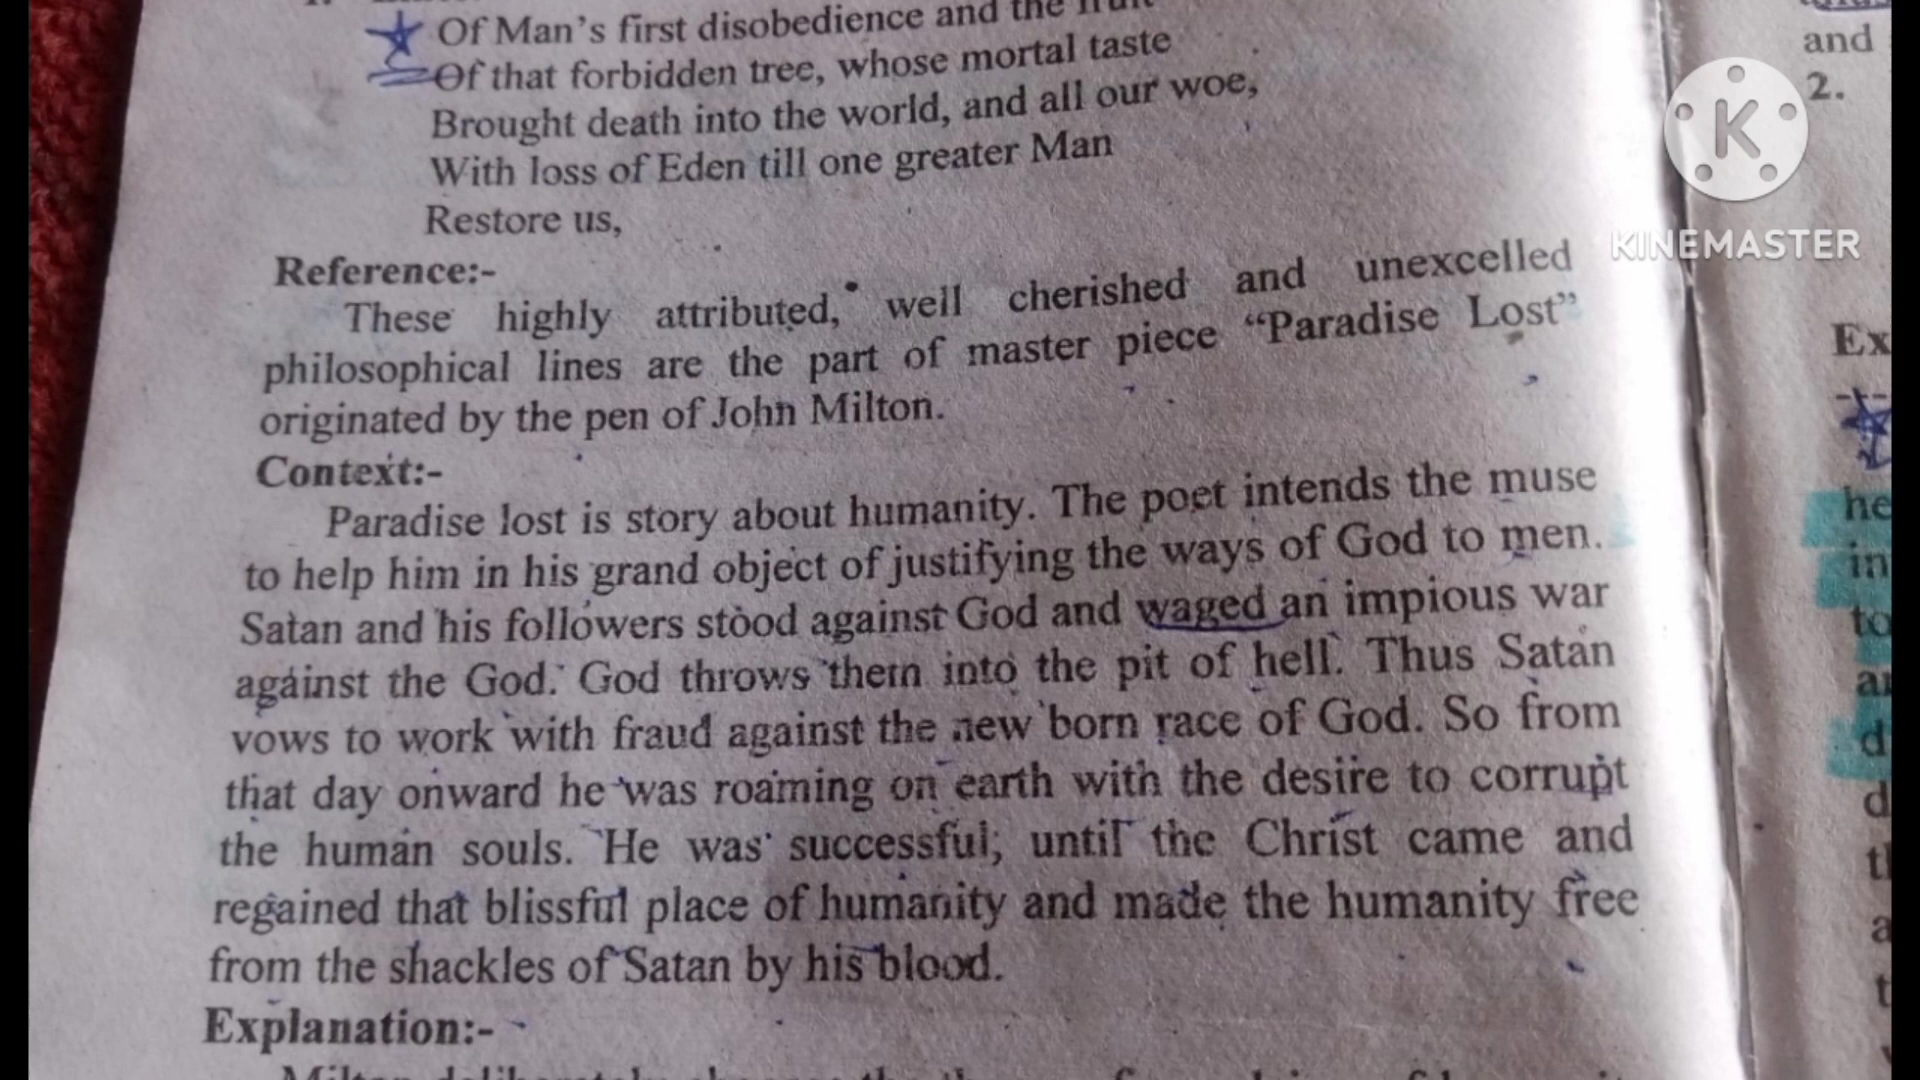 Of Man's first disobedience and the fruit
Of that forbidden tree, whose mortal taste
Brought death into the world, and all our woe,
With loss of Eden till one greater Man
Restore us,
Reference:-
These highly attributed, well cherished and unexcelled
philosophical lines are the part of master piece “Paradise Lost”
originated by the pen of John Milton.
Context:-
Paradise lost is story about humanity. The poet intends the muse
to help him in his grand object of justifying the ways of God to men.
Satan and his followers stood against God and waged an impious war
against the God. God throws them into the pit of hell. Thus Satan
vows to work with fraud against the new born race of God. So from
that day onward he was roaming on earth with the desire to corrupt
the human souls. He was successful; until the Christ came and
regained that blissful place of humanity and made the humanity free
from the shackles of Satan by his blood.
Explanation:-
and
2.
Ex
he
in
to
K
KINEMASTER